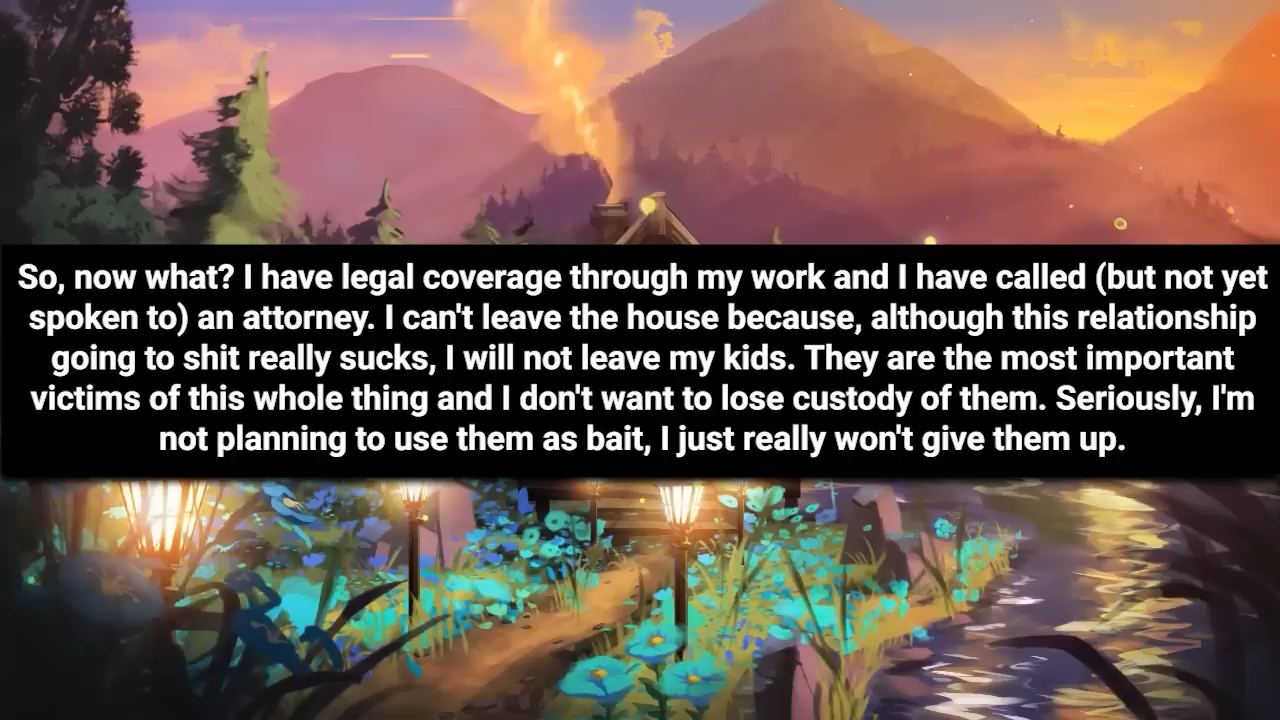 So, now what? I have legal coverage through my work and I have called (but not yet
spoken to) an attorney. I can't leave the house because, although this relationship
going to shit really sucks, I will not leave my kids. They are the most important
victims of this whole thing and I don't want to lose custody of them. Seriously, I'm
not planning to use them as bait, I just really won't give them up.